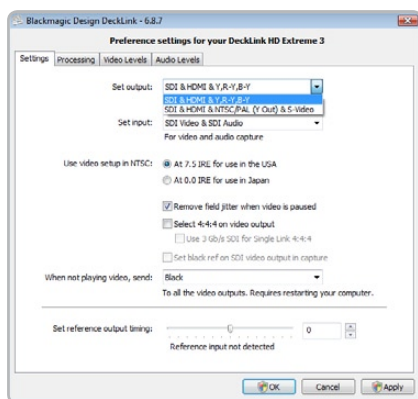 Blackmagic Design DeckLink - 6.8.7
Preference settings for your DeckLink HD Extreme 3
Settings Processing Video Levels Audio Levels
Set output: SDI & HDMI & Y,R-Y,B-Y
SDI & HDMI & Y,R-Y,B-Y
SDI & HDMI & NTSC/PAL (Y Out) & S-Video
Set input: SDI Video & SDI Audio
For video and audio capture
Use video setup in NTSC: At 7.5 IRE for use in the USA
At 0.0 IRE for use in Japan
Remove field jitter when video is paused
Select 4:4:4 on video output
Use 3 Gb/s SDI for Single Link 4:4:4
Set black ref on SDI video output in capture
When not playing video, send: Black
To all the video outputs. Requires restarting your computer.
Set reference output timing: 0
Reference input not detected
OK Cancel Apply